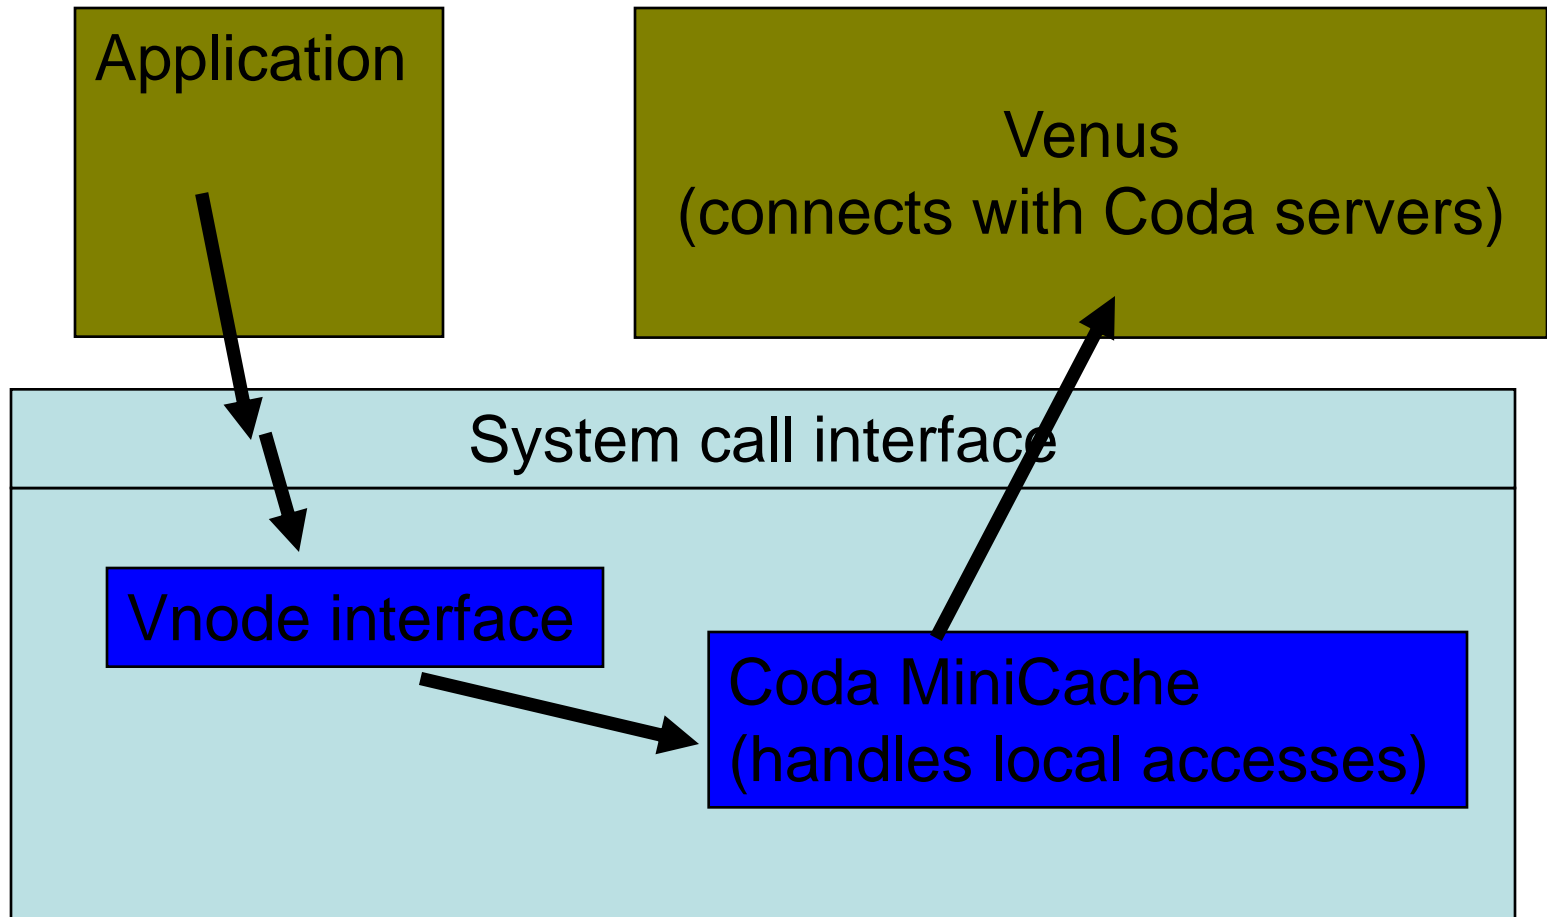 Application
Venus
(connects with Coda servers)
System call interface
Vnode interface
Coda MiniCache
(handles local accesses)